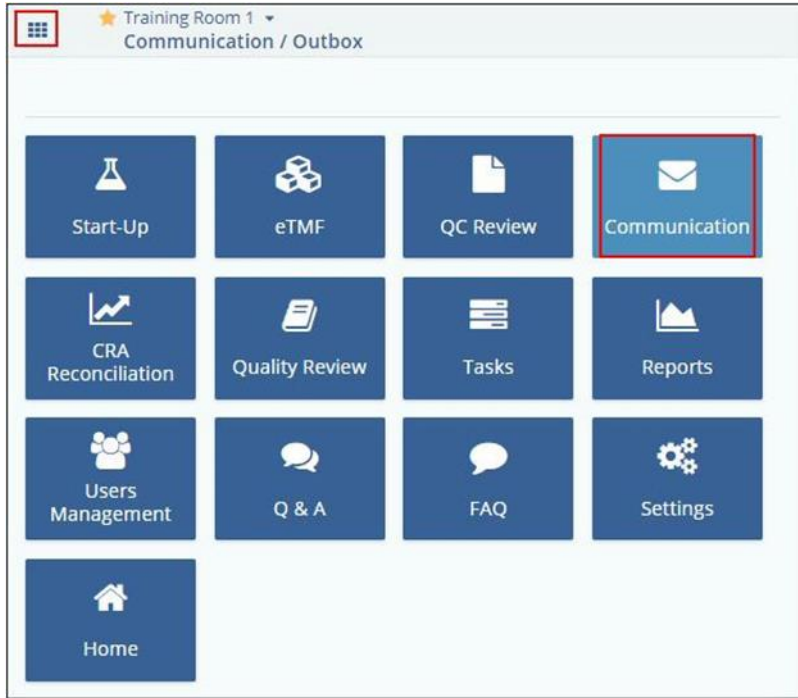 Training Room 1
Communication / Outbox
Start-Up
eTMF
QC Review
Communication
CRA
Reconciliation
Quality Review
Tasks
Reports
Users
Management
Q & A
FAQ
Settings
Home